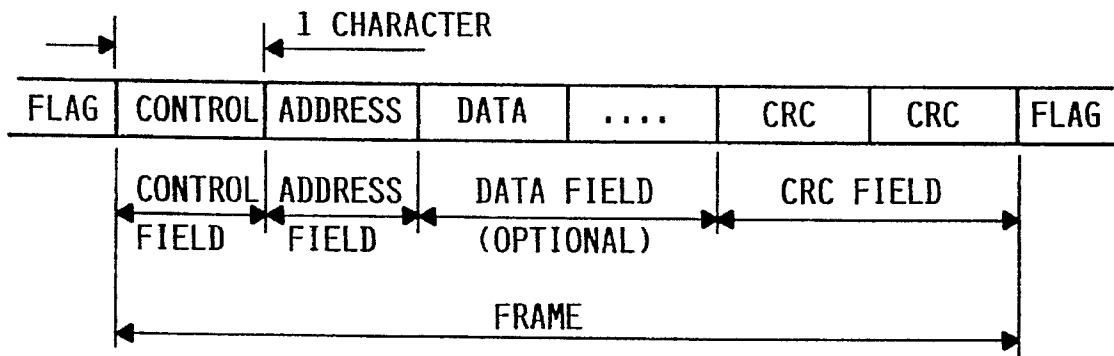 1 CHARACTER
FLAG CONTROL ADDRESS DATA .... CRC CRC FLAG
CONTROL ADDRESS DATA FIELD CRC FIELD
FIELD FIELD (OPTIONAL)
FRAME